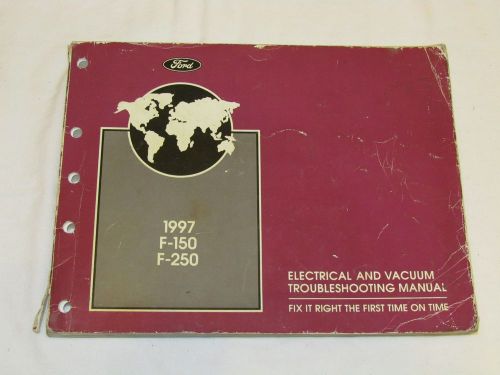 Ford
1997
F-150
F-250
ELECTRICAL AND VACUUM
TROUBLESHOOTING MANUAL
FIX IT RIGHT THE FIRST TIME ON TIME